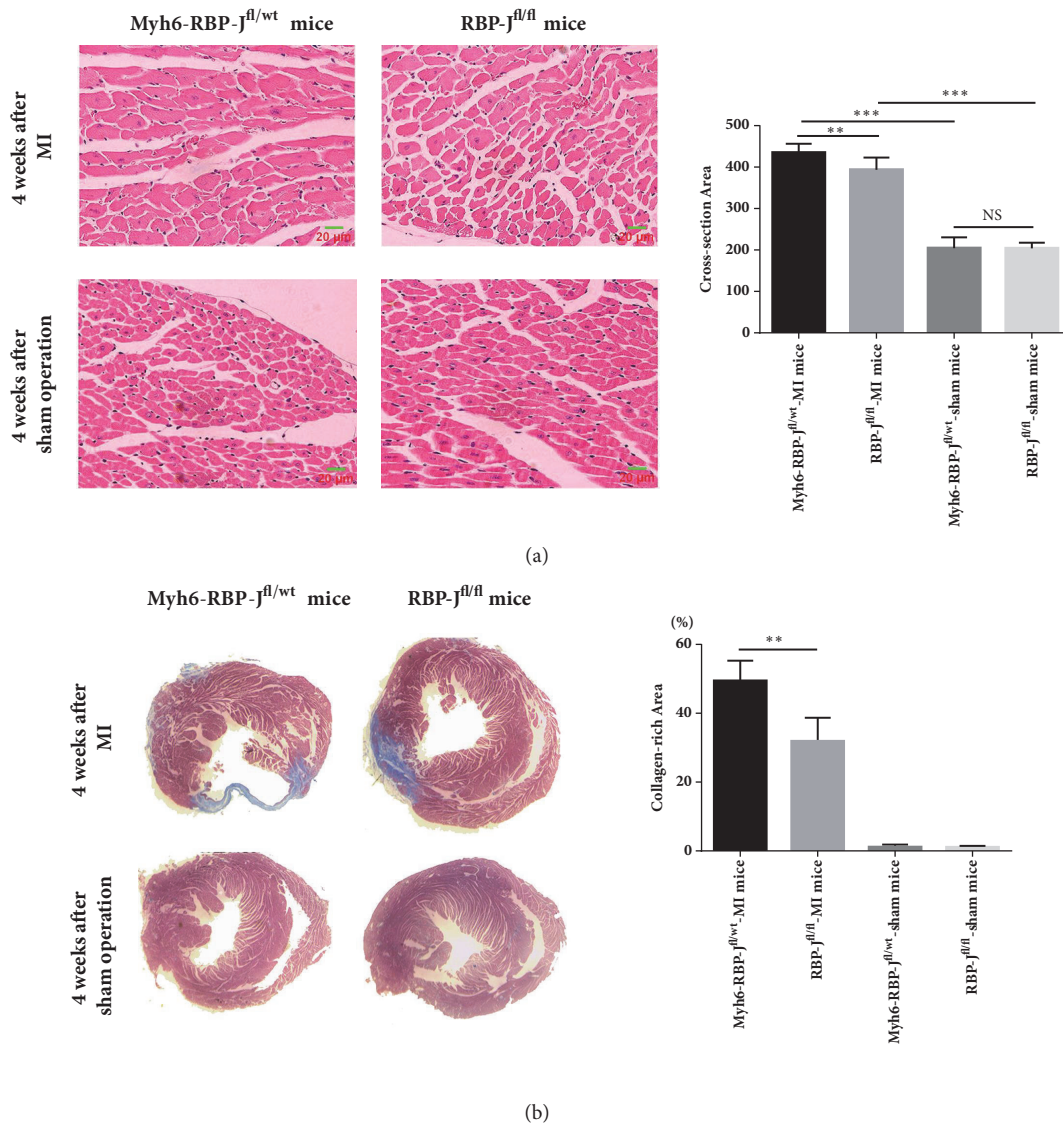 Myh6-RBP-J^fl/wt mice
RBP-J^fl/fl mice
4 weeks after
MI
20 μm
20 μm
4 weeks after
sham operation
20 μm
20 μm
***
***
**
NS
500
400
300
200
100
0
Cross-section Area
Myh6-RBP-J^fl/wt-MI mice
RBP-J^fl/fl-MI mice
Myh6-RBP-J^fl/wt-sham mice
RBP-J^fl/fl-sham mice
(a)
Myh6-RBP-J^fl/wt mice
RBP-J^fl/fl mice
4 weeks after
MI
4 weeks after
sham operation
(%)
**
60
40
20
0
Collagen-rich Area
Myh6-RBP-J^fl/wt-MI mice
RBP-J^fl/fl-MI mice
Myh6-RBP-J^fl/wt-sham mice
RBP-J^fl/fl-sham mice
(b)